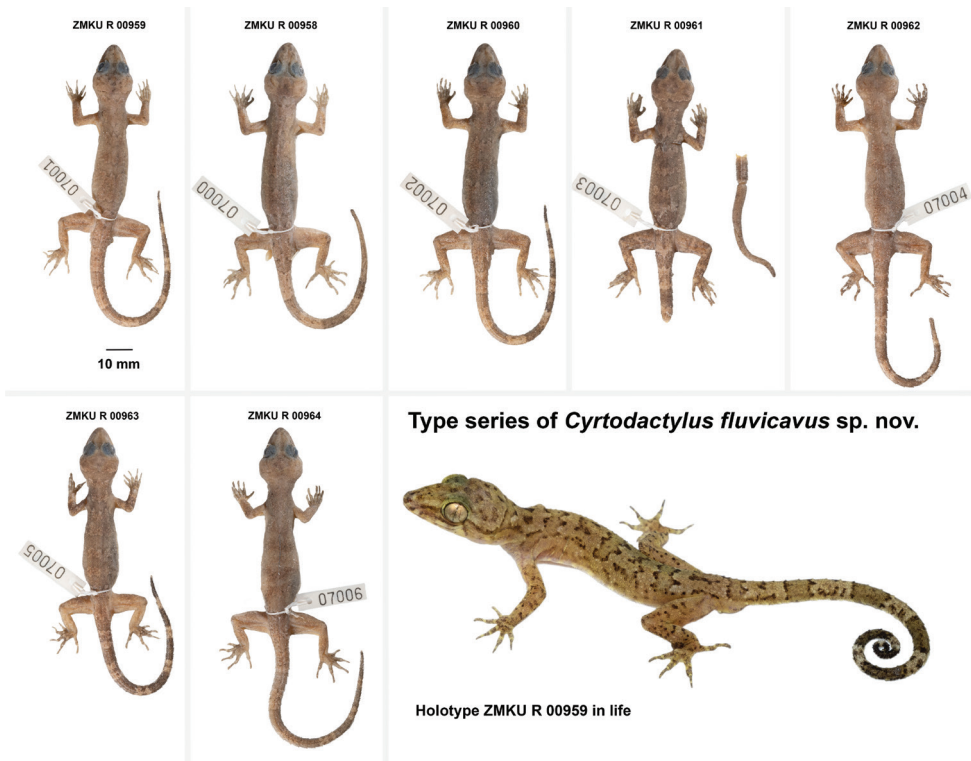 ZMKU R 00959
ZMKU R 00958
ZMKU R 00960
ZMKU R 00961
ZMKU R 00962
07001
07000
07002
07003
07004
10 mm
ZMKU R 00963
ZMKU R 00964
Type series of Cyrtodactylus fluvicavus sp. nov.
07005
07006
Holotype ZMKU R 00959 in life